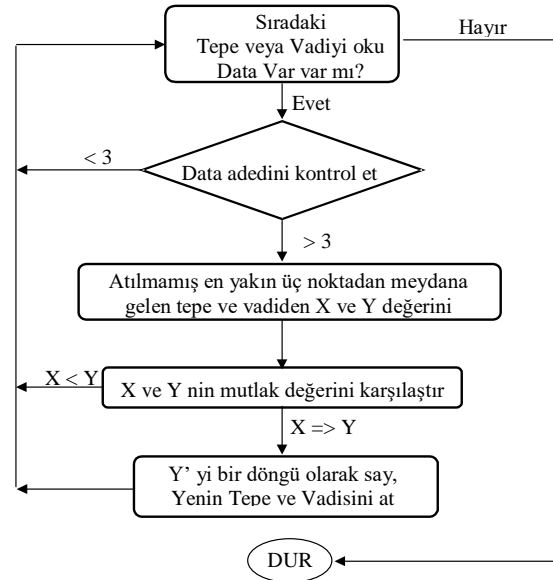 Sıradaki
Tepe veya Vadiyi oku
Data Var var mı?
Hayır
Evet
< 3
Data adedini kontrol et
> 3
Atılmamış en yakın üç noktadan meydana
gelen tepe ve vadiden X ve Y değerini
X < Y
X ve Y nin mutlak değerini karşılaştır
X => Y
Y’ yi bir döngü olarak say,
Yenin Tepe ve Vadisini at
DUR